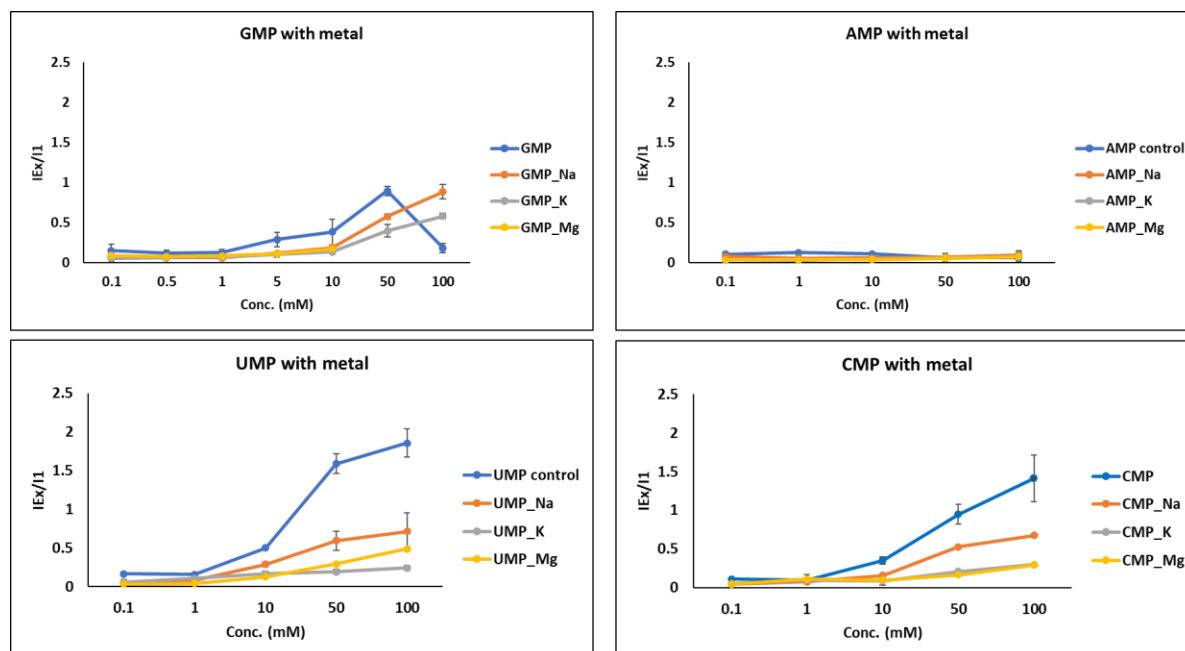 GMP with metal
2.5
2
1.5
1
0.5
0
IEx/I1
0.1 0.5 1 5 10 50 100
Conc. (mM)
GMP
GMP_Na
GMP_K
GMP_Mg
AMP with metal
2.5
2
1.5
1
0.5
0
IEx/I1
0.1 1 10 50 100
Conc. (mM)
AMP control
AMP_Na
AMP_K
AMP_Mg
UMP with metal
2.5
2
1.5
1
0.5
0
IEx/I1
0.1 1 10 50 100
Conc. (mM)
UMP control
UMP_Na
UMP_K
UMP_Mg
CMP with metal
2.5
2
1.5
1
0.5
0
IEx/I1
0.1 1 10 50 100
Conc. (mM)
CMP
CMP_Na
CMP_K
CMP_Mg